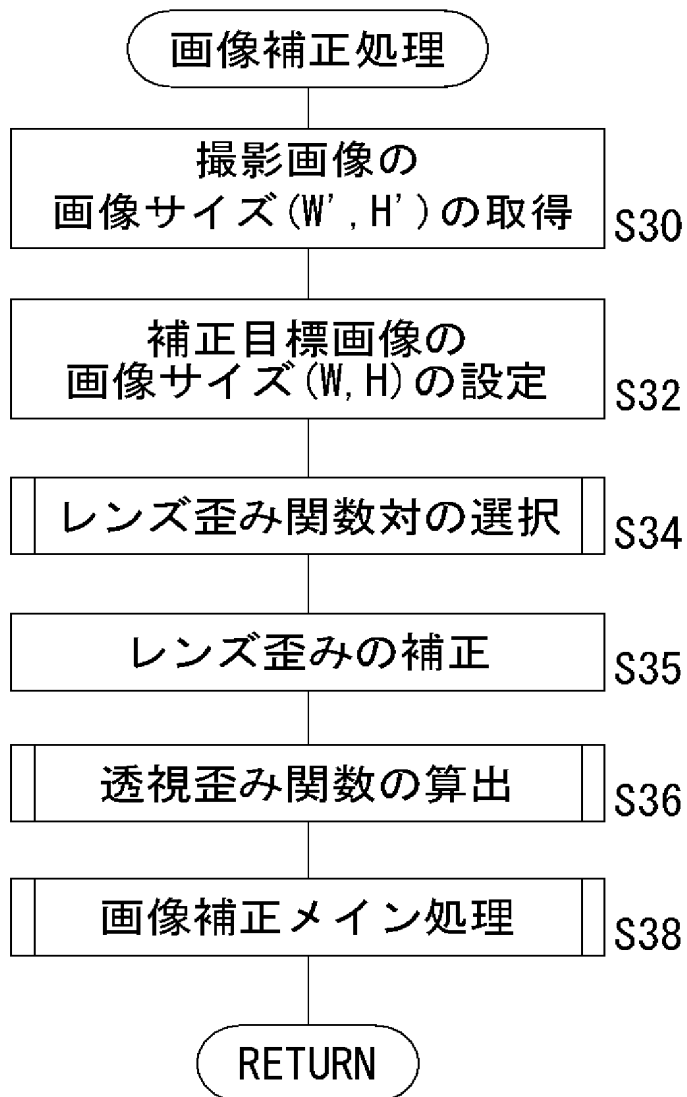 画像補正処理
撮影画像の
画像サイズ(W',H')の取得
S30
補正目標画像の
画像サイズ(W,H)の設定
S32
レンズ歪み関数対の選択
S34
レンズ歪みの補正
S35
透視歪み関数の算出
S36
画像補正メイン処理
S38
RETURN